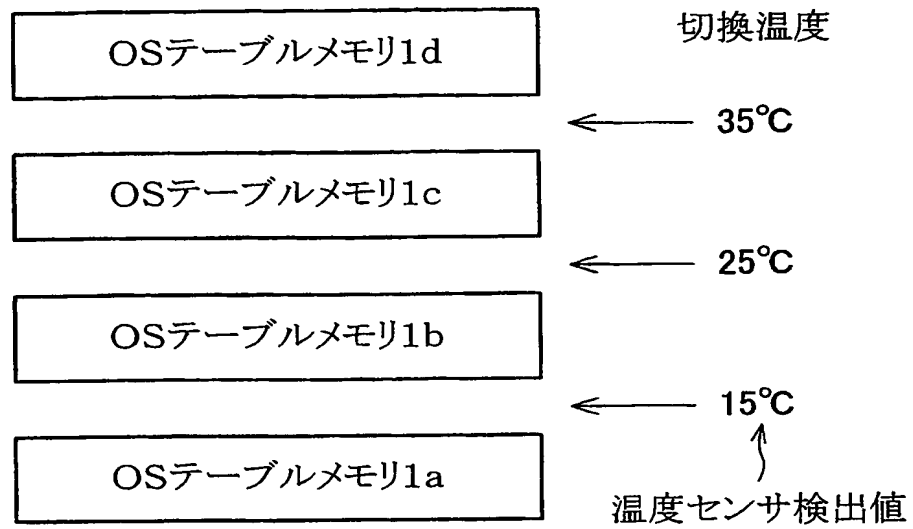 切換温度
OSテーブルメモリ1d
35℃
OSテーブルメモリ1c
25℃
OSテーブルメモリ1b
15℃
OSテーブルメモリ1a
温度センサ検出値